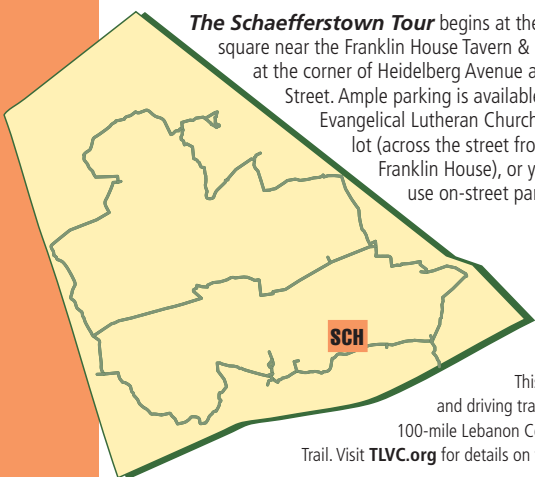 The Schaefferstown Tour begins at the
square near the Franklin House Tavern &
at the corner of Heidelberg Avenue a
Street. Ample parking is available
Evangelical Lutheran Church
lot (across the street fro
Franklin House), or y
use on-street par
SCH
This
and driving tra
100-mile Lebanon Co
Trail. Visit TLVC.org for details on